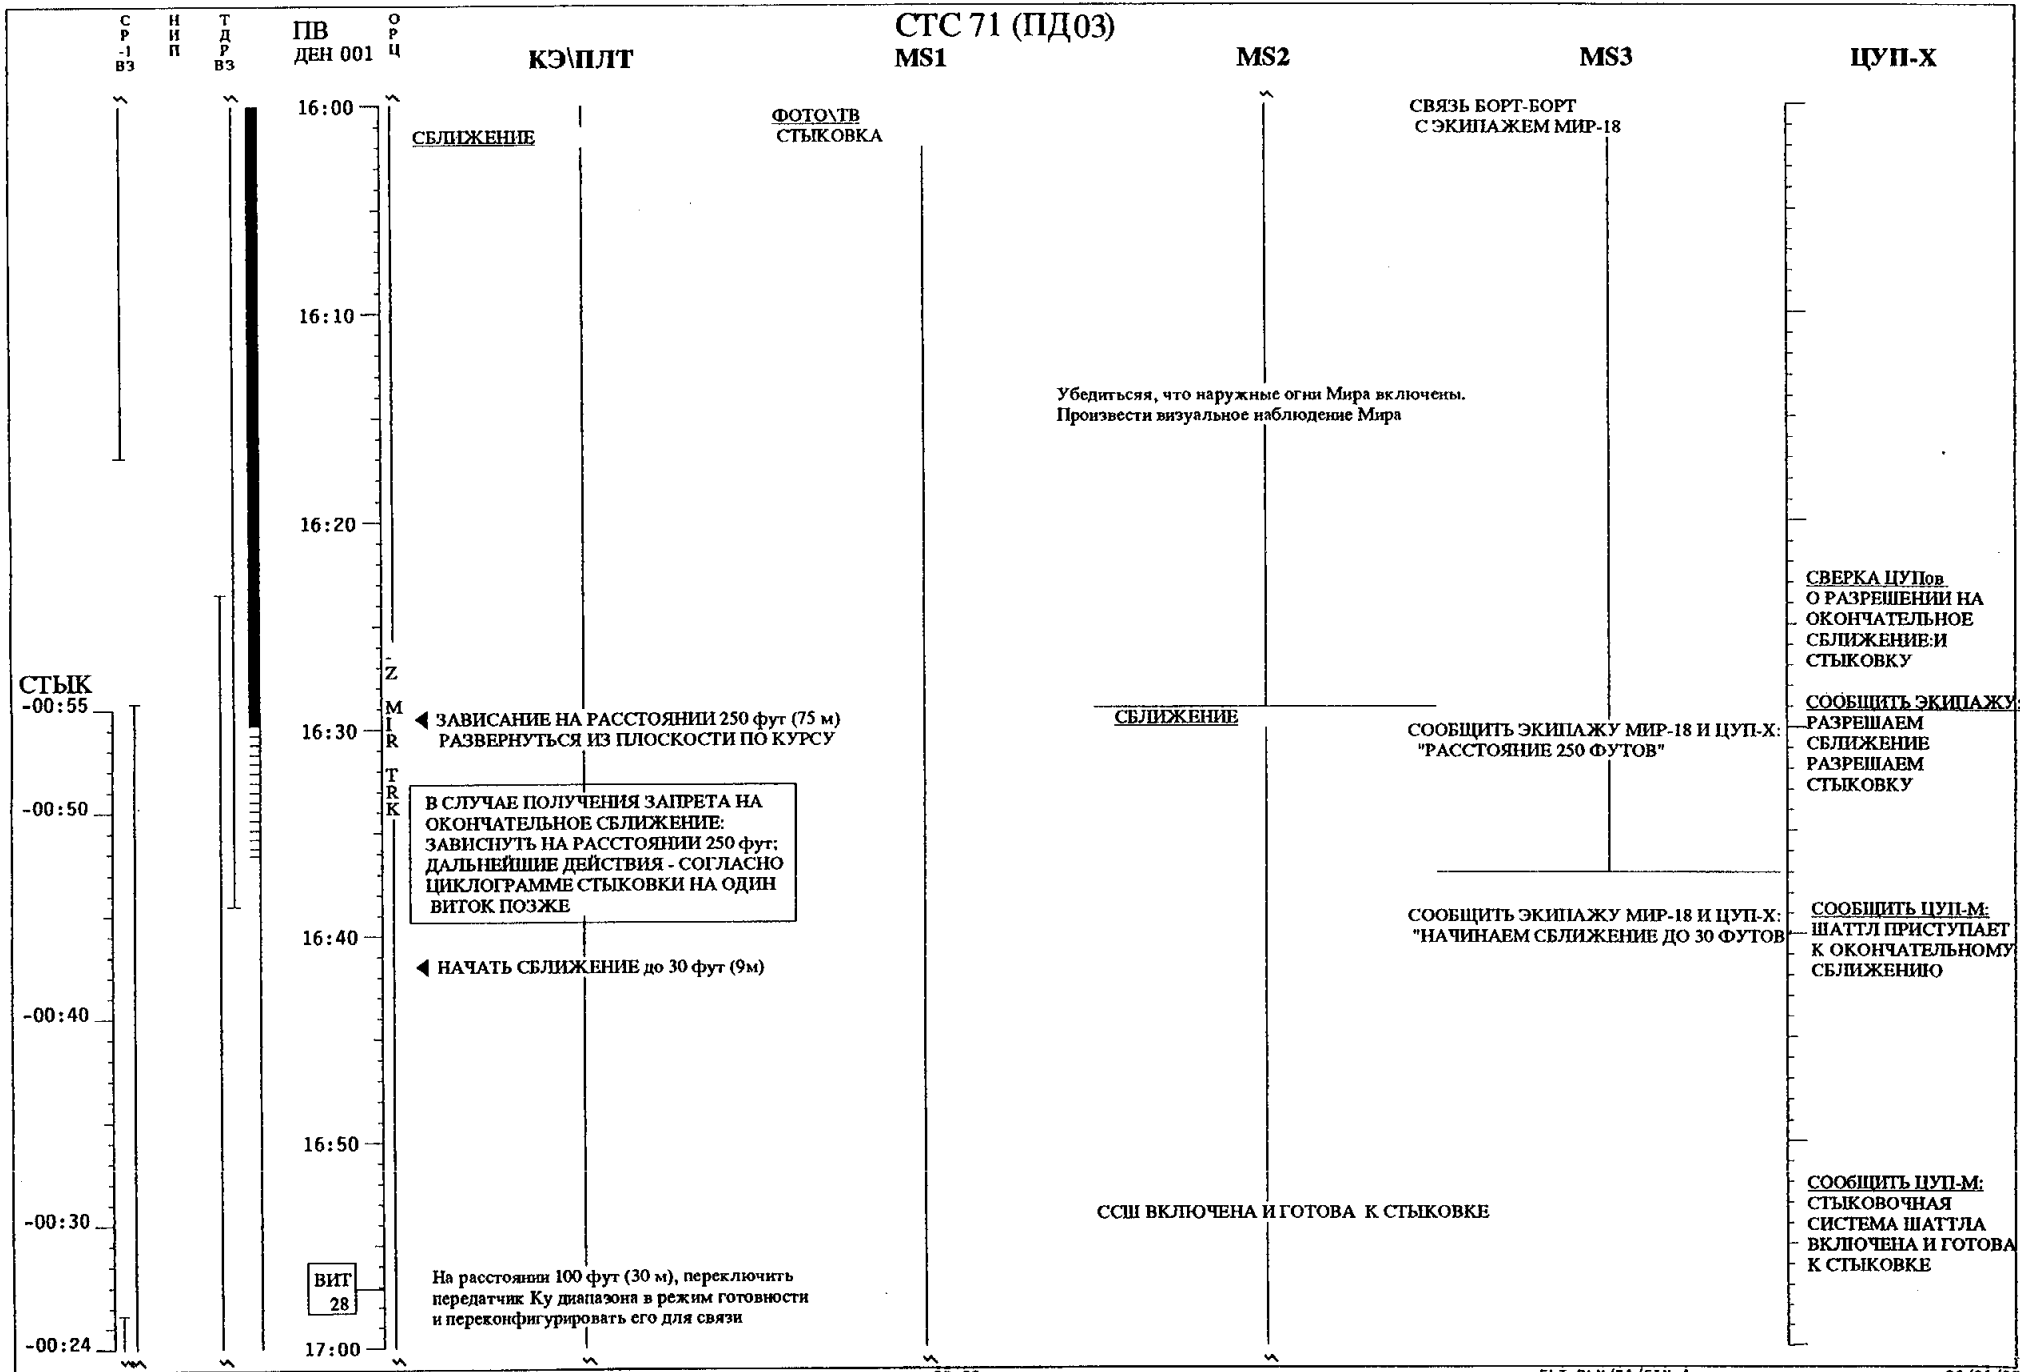 СТС 71 (ПД03)
СР-1 ВЗ
НИП
ТДРВЗ
ПВ
ДЕН 001
ОРЦ
КЭ\ПЛТ
MS1
MS2
MS3
ЦУП-Х
16:00
СБЛИЖЕНИЕ
ФОТО\ТВ
СТЫКОВКА
СВЯЗЬ БОРТ-БОРТ
С ЭКИПАЖЕМ МИР-18
16:10
Убедитьсяя, что наружные огни Мира включены.
Произвести визуальное наблюдение Мира
16:20
СВЕРКА ЦУПов
О РАЗРЕШЕНИИ НА
ОКОНЧАТЕЛЬНОЕ
СБЛИЖЕНИЕ:И
СТЫКОВКУ
СТЫК
-00:55
-Z MIR TRK
16:30
ЗАВИСАНИЕ НА РАССТОЯНИИ 250 фут (75 м)
РАЗВЕРНУТЬСЯ ИЗ ПЛОСКОСТИ ПО КУРСУ
СБЛИЖЕНИЕ
СООБЩИТЬ ЭКИПАЖУ МИР-18 И ЦУП-Х:
"РАССТОЯНИЕ 250 ФУТОВ"
СООБЩИТЬ ЭКИПАЖУ:
РАЗРЕШАЕМ
СБЛИЖЕНИЕ
РАЗРЕШАЕМ
СТЫКОВКУ
-00:50
В СЛУЧАЕ ПОЛУЧЕНИЯ ЗАПРЕТА НА
ОКОНЧАТЕЛЬНОЕ СБЛИЖЕНИЕ:
ЗАВИСНУТЬ НА РАССТОЯНИИ 250 фут;
ДАЛЬНЕЙШИЕ ДЕЙСТВИЯ - СОГЛАСНО
ЦИКЛОГРАММЕ СТЫКОВКИ НА ОДИН
ВИТОК ПОЗЖЕ
16:40
СООБЩИТЬ ЭКИПАЖУ МИР-18 И ЦУП-Х:
"НАЧИНАЕМ СБЛИЖЕНИЕ ДО 30 ФУТОВ
СООБЩИТЬ ЦУП-М:
ШАТТЛ ПРИСТУПАЕТ
К ОКОНЧАТЕЛЬНОМУ
СБЛИЖЕНИЮ
НАЧАТЬ СБЛИЖЕНИЕ до 30 фут (9м)
-00:40
16:50
-00:30
ССШ ВКЛЮЧЕНА И ГОТОВА К СТЫКОВКЕ
СООбЩИТЬ ЦУП-М:
СТЫКОВОЧНАЯ
СИСТЕМА ШАТТЛА
ВКЛЮЧЕНА И ГОТОВА
К СТЫКОВКЕ
ВИТ
28
На расстоянии 100 фут (30 м), переключить
передатчик Ku диапазона в режим готовности
и переконфигурировать его для связи
-00:24
17:00